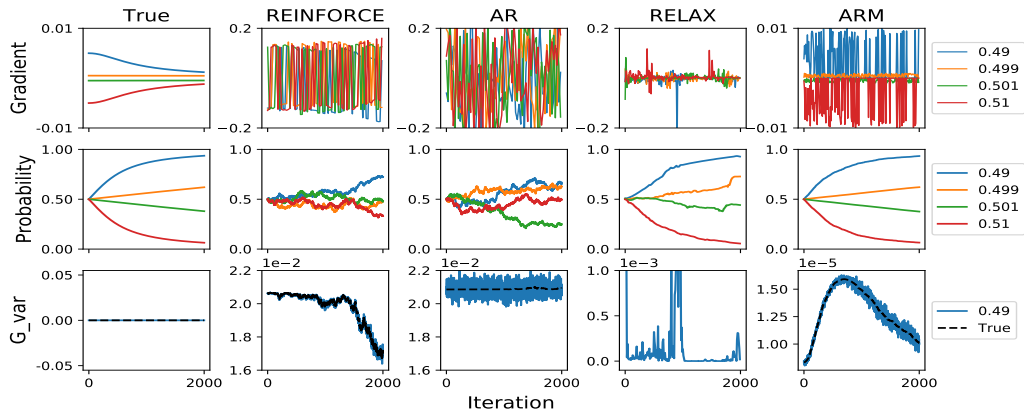 True REINFORCE AR RELAX ARM
Gradient
0.01 0.2 0.2 0.2 0.01
-0.01 −0.2 −0.2 −0.2 -0.01
0.49
0.499
0.501
0.51
Probability
1.00 1.0 1.0 1.0 1.00
0.50 0.5 0.5 0.5 0.50
0.00 0.0 0.0 0.0 0.00
0.49
0.499
0.501
0.51
G_var
1e−2 1e−2 1e−3 1e−5
0.05 2.2 2.2 1.0 1.50
0.00 2.0 2.0 0.5 1.25
-0.05 1.8 1.8 0.0 1.00
1.6 1.6
0.49
True
0 2000 0 2000 0 2000 0 2000 0 2000
Iteration